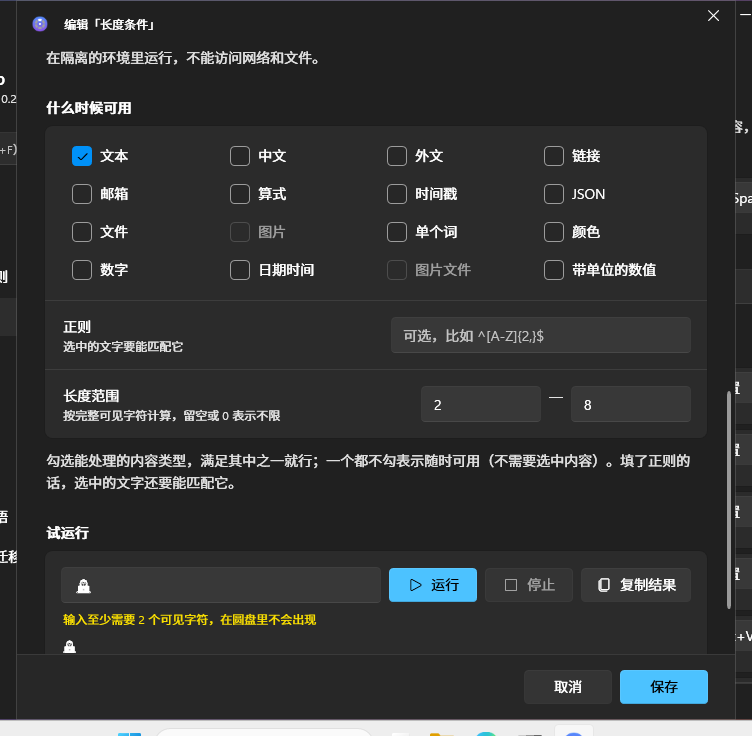 编辑「长度条件」
在隔离的环境里运行，不能访问网络和文件。
0.2
什么时候可用
+F)
文本
中文
外文
链接
邮箱
算式
时间戳
JSON
文件
图片
单个词
颜色
数字
日期时间
图片文件
带单位的数值
正则
选中的文字要能匹配它
可选，比如 ^[A-Z]{2,}$
长度范围
按完整可见字符计算，留空或 0 表示不限
2
—
8
勾选能处理的内容类型，满足其中之一就行；一个都不勾表示随时可用（不需要选中内容）。填了正则的
话，选中的文字还要能匹配它。
试运行
运行
停止
复制结果
输入至少需要 2 个可见字符，在圆盘里不会出现
取消
保存